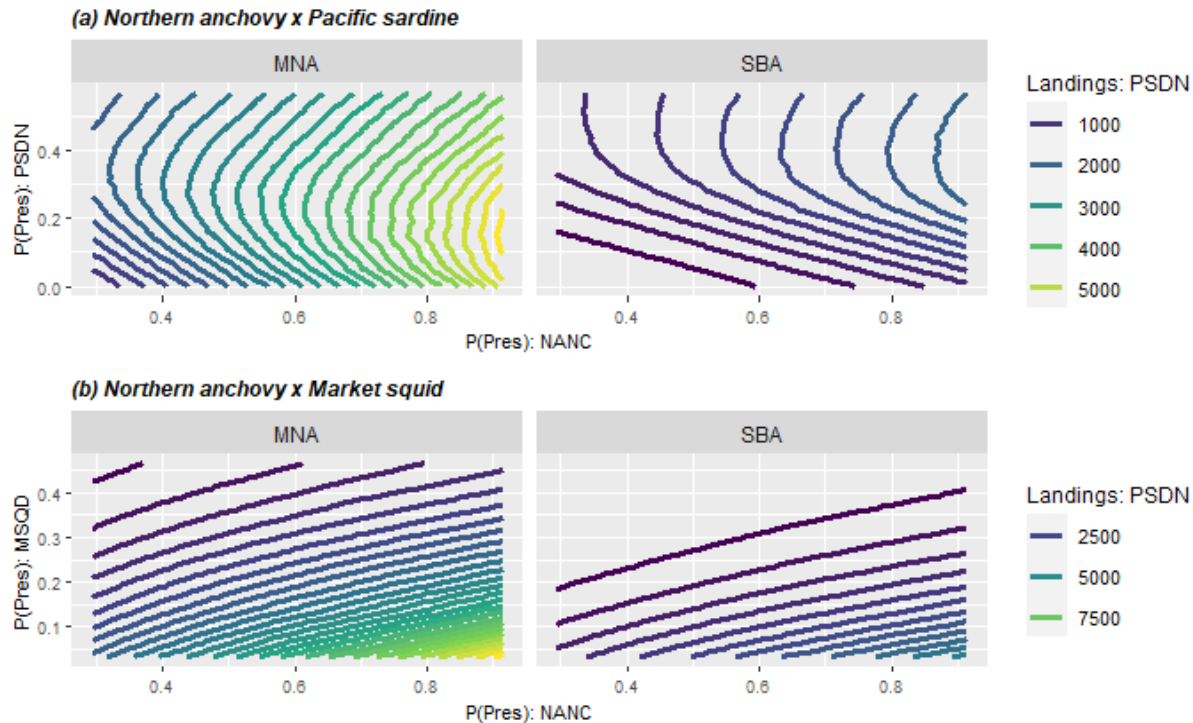 (a) Northern anchovy x Pacific sardine
MNA
SBA
P(Pres): PSDN
0.4
0.2
0.0
0.4
0.6
0.8
0.4
0.6
0.8
P(Pres): NANC
Landings: PSDN
1000
2000
3000
4000
5000
(b) Northern anchovy x Market squid
MNA
SBA
P(Pres): MSQD
0.4
0.3
0.2
0.1
0.4
0.6
0.8
0.4
0.6
0.8
P(Pres): NANC
Landings: PSDN
2500
5000
7500